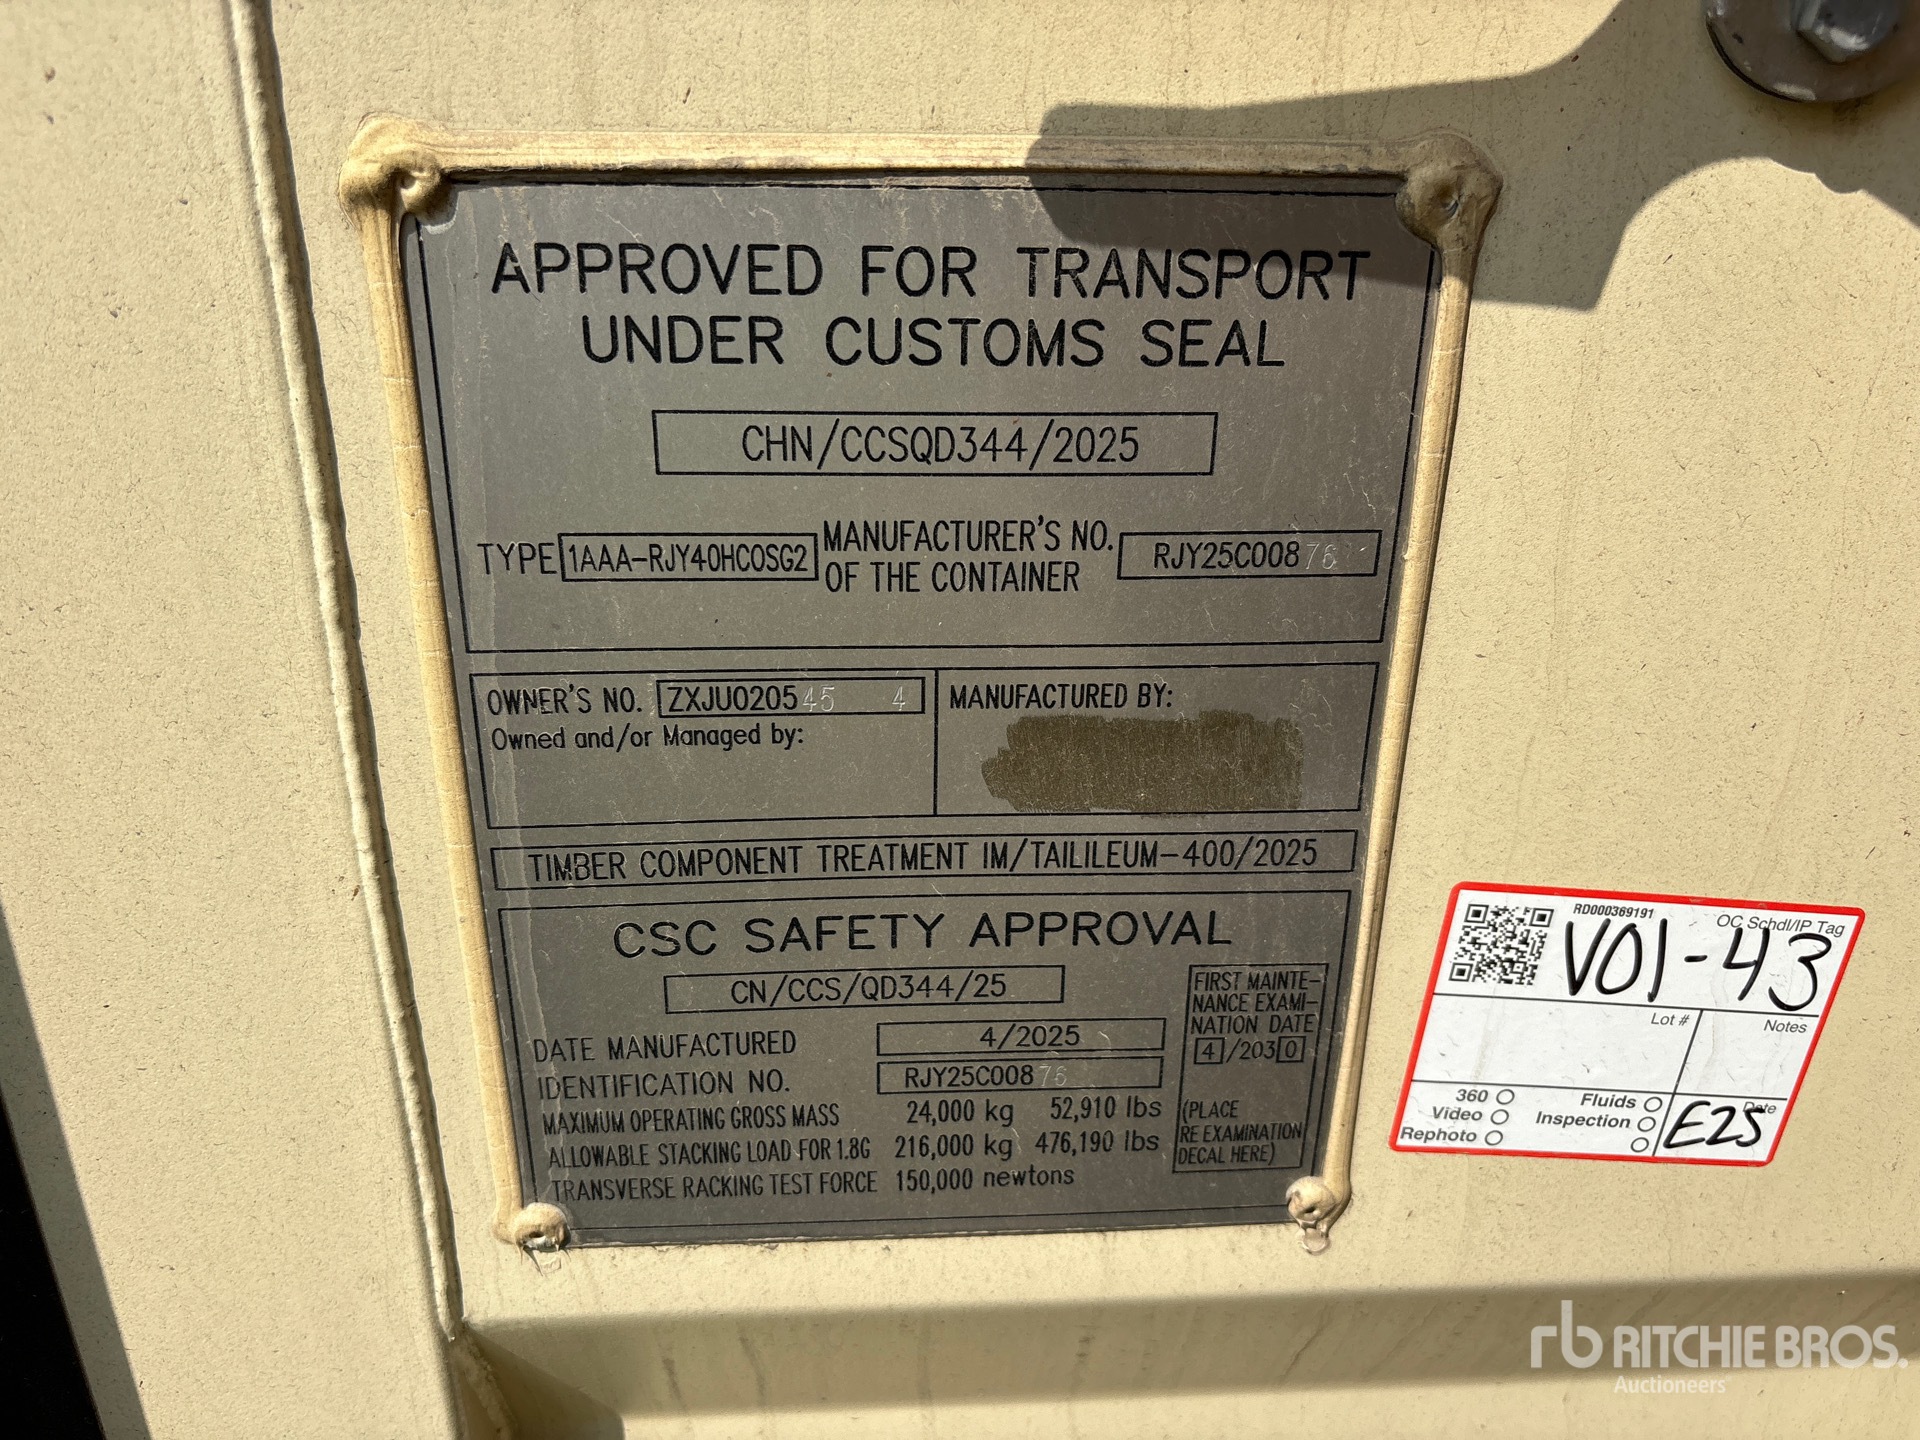 APPROVED FOR TRANSPORT
UNDER CUSTOMS SEAL
CHN/CCSQD344/2025
TYPE 1AAA-RJY40HCOSG2 MANUFACTURER'S NO. OF THE CONTAINER RJY25C00876
OWNER'S NO. ZXJU020545 4
Owned and/or Managed by:
MANUFACTURED BY:
TIMBER COMPONENT TREATMENT IM/TAILILEUM-400/2025
CSC SAFETY APPROVAL
CN/CCS/QD344/25
DATE MANUFACTURED 4/2025
IDENTIFICATION NO. RJY25C00876
MAXIMUM OPERATING GROSS MASS 24,000 kg 52,910 lbs
ALLOWABLE STACKING LOAD FOR 1.8G 216,000 kg 476,190 lbs
TRANSVERSE RACKING TEST FORCE 150,000 newtons
FIRST MAINTE-
NANCE EXAMI-
NATION DATE
4/2030
(PLACE
RE EXAMINATION
DECAL HERE)
RD000369191
OC Schdl/IP Tag
V01-43
Lot #
Notes
360
Video
Rephoto
Fluids
Inspection
Date
E25
rb RITCHIE BROS.
Auctioneers